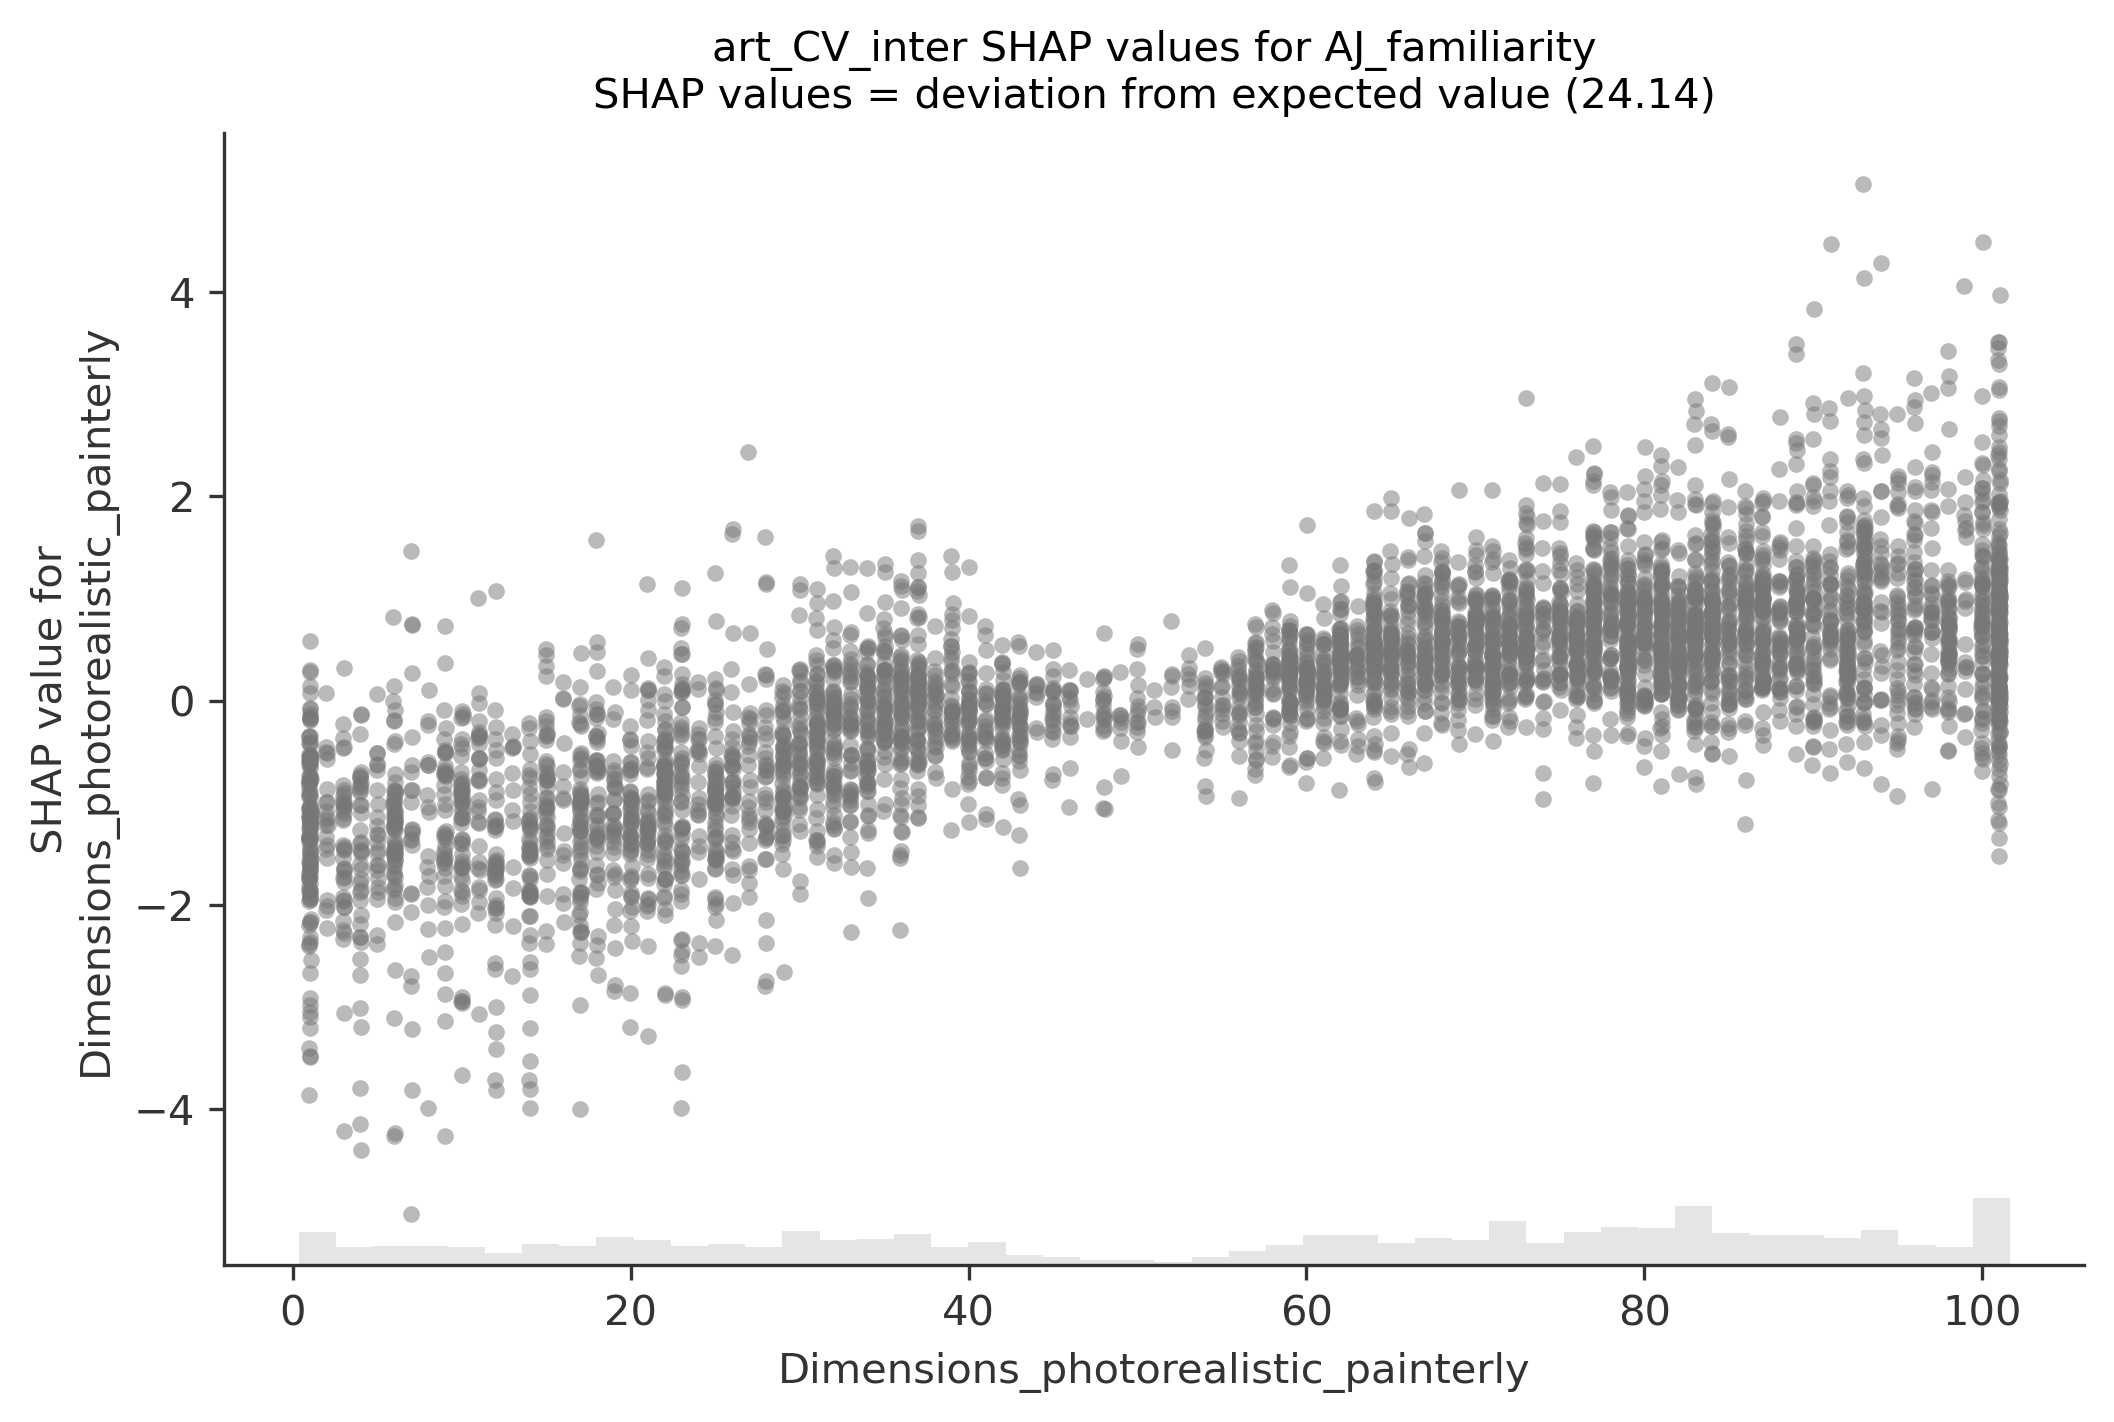 art_CV_inter SHAP values for AJ_familiarity
SHAP values = deviation from expected value (24.14)
SHAP value for
Dimensions_photorealistic_painterly
4
2
0
−2
−4
0
20
40
60
80
100
Dimensions_photorealistic_painterly